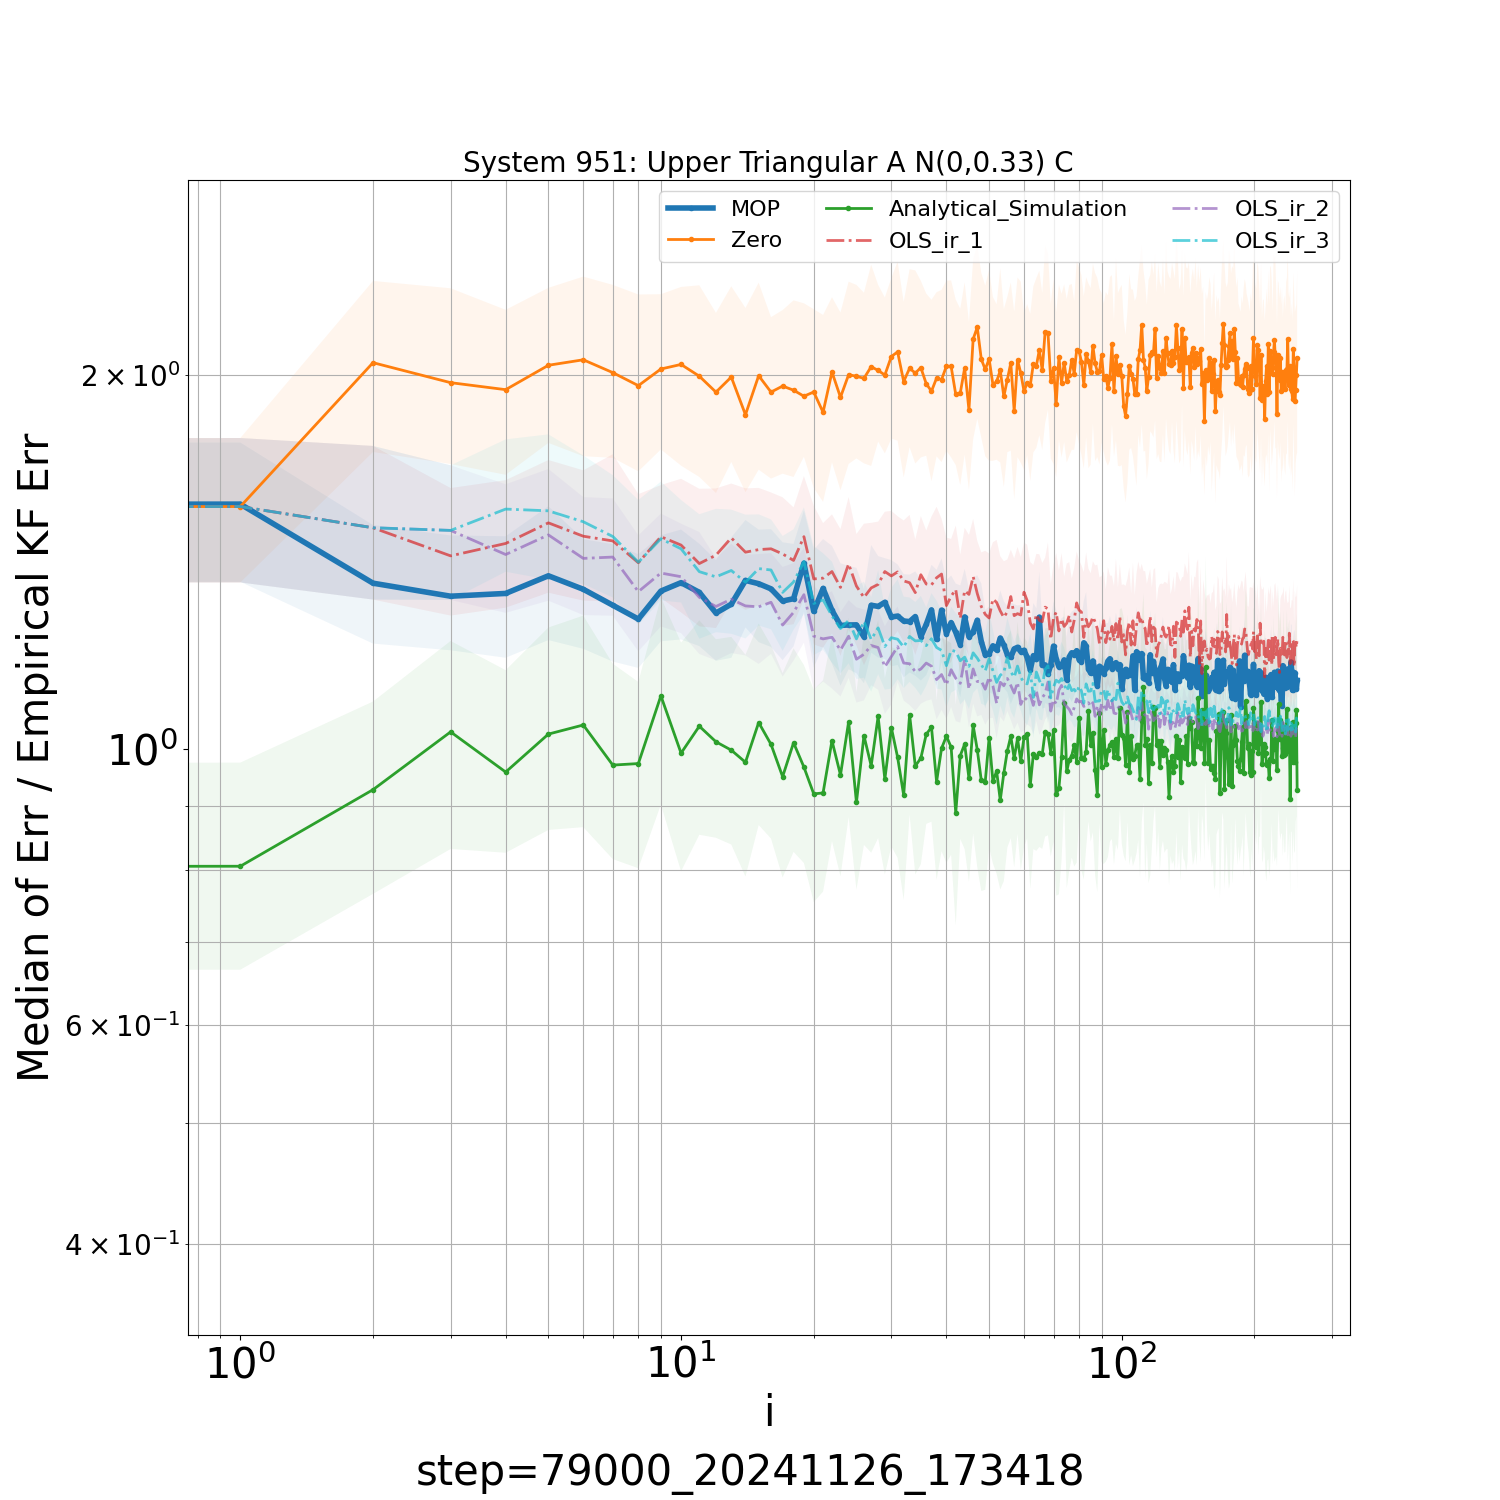 System 951: Upper Triangular A N(0,0.33) C
MOP
Zero
Analytical_Simulation
OLS_ir_1
OLS_ir_2
OLS_ir_3
Median of Err / Empirical KF Err
2 × 10⁰
10⁰
6 × 10⁻¹
4 × 10⁻¹
10⁰ 10¹ 10²
i
step=79000_20241126_173418